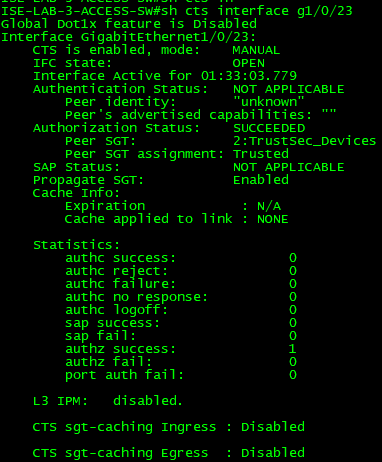 ISE-LAB-3-ACCESS-SW#sh cts interface g1/0/23
Global Dot1x feature is Disabled
Interface GigabitEthernet1/0/23:
CTS is enabled, mode: MANUAL
IFC state: OPEN
Interface Active for 01:33:03.779
Authentication Status: NOT APPLICABLE
Peer identity: "unknown"
Peer's advertised capabilities: ""
Authorization Status: SUCCEEDED
Peer SGT: 2:TrustSec_Devices
Peer SGT assignment: Trusted
SAP Status: NOT APPLICABLE
Propagate SGT: Enabled
Cache Info:
Expiration : N/A
Cache applied to link : NONE
Statistics:
authc success: 0
authc reject: 0
authc failure: 0
authc no response: 0
authc logoff: 0
sap success: 0
sap fail: 0
authz success: 1
authz fail: 0
port auth fail: 0
L3 IPM: disabled.
CTS sgt-caching Ingress : Disabled
CTS sgt-caching Egress : Disabled